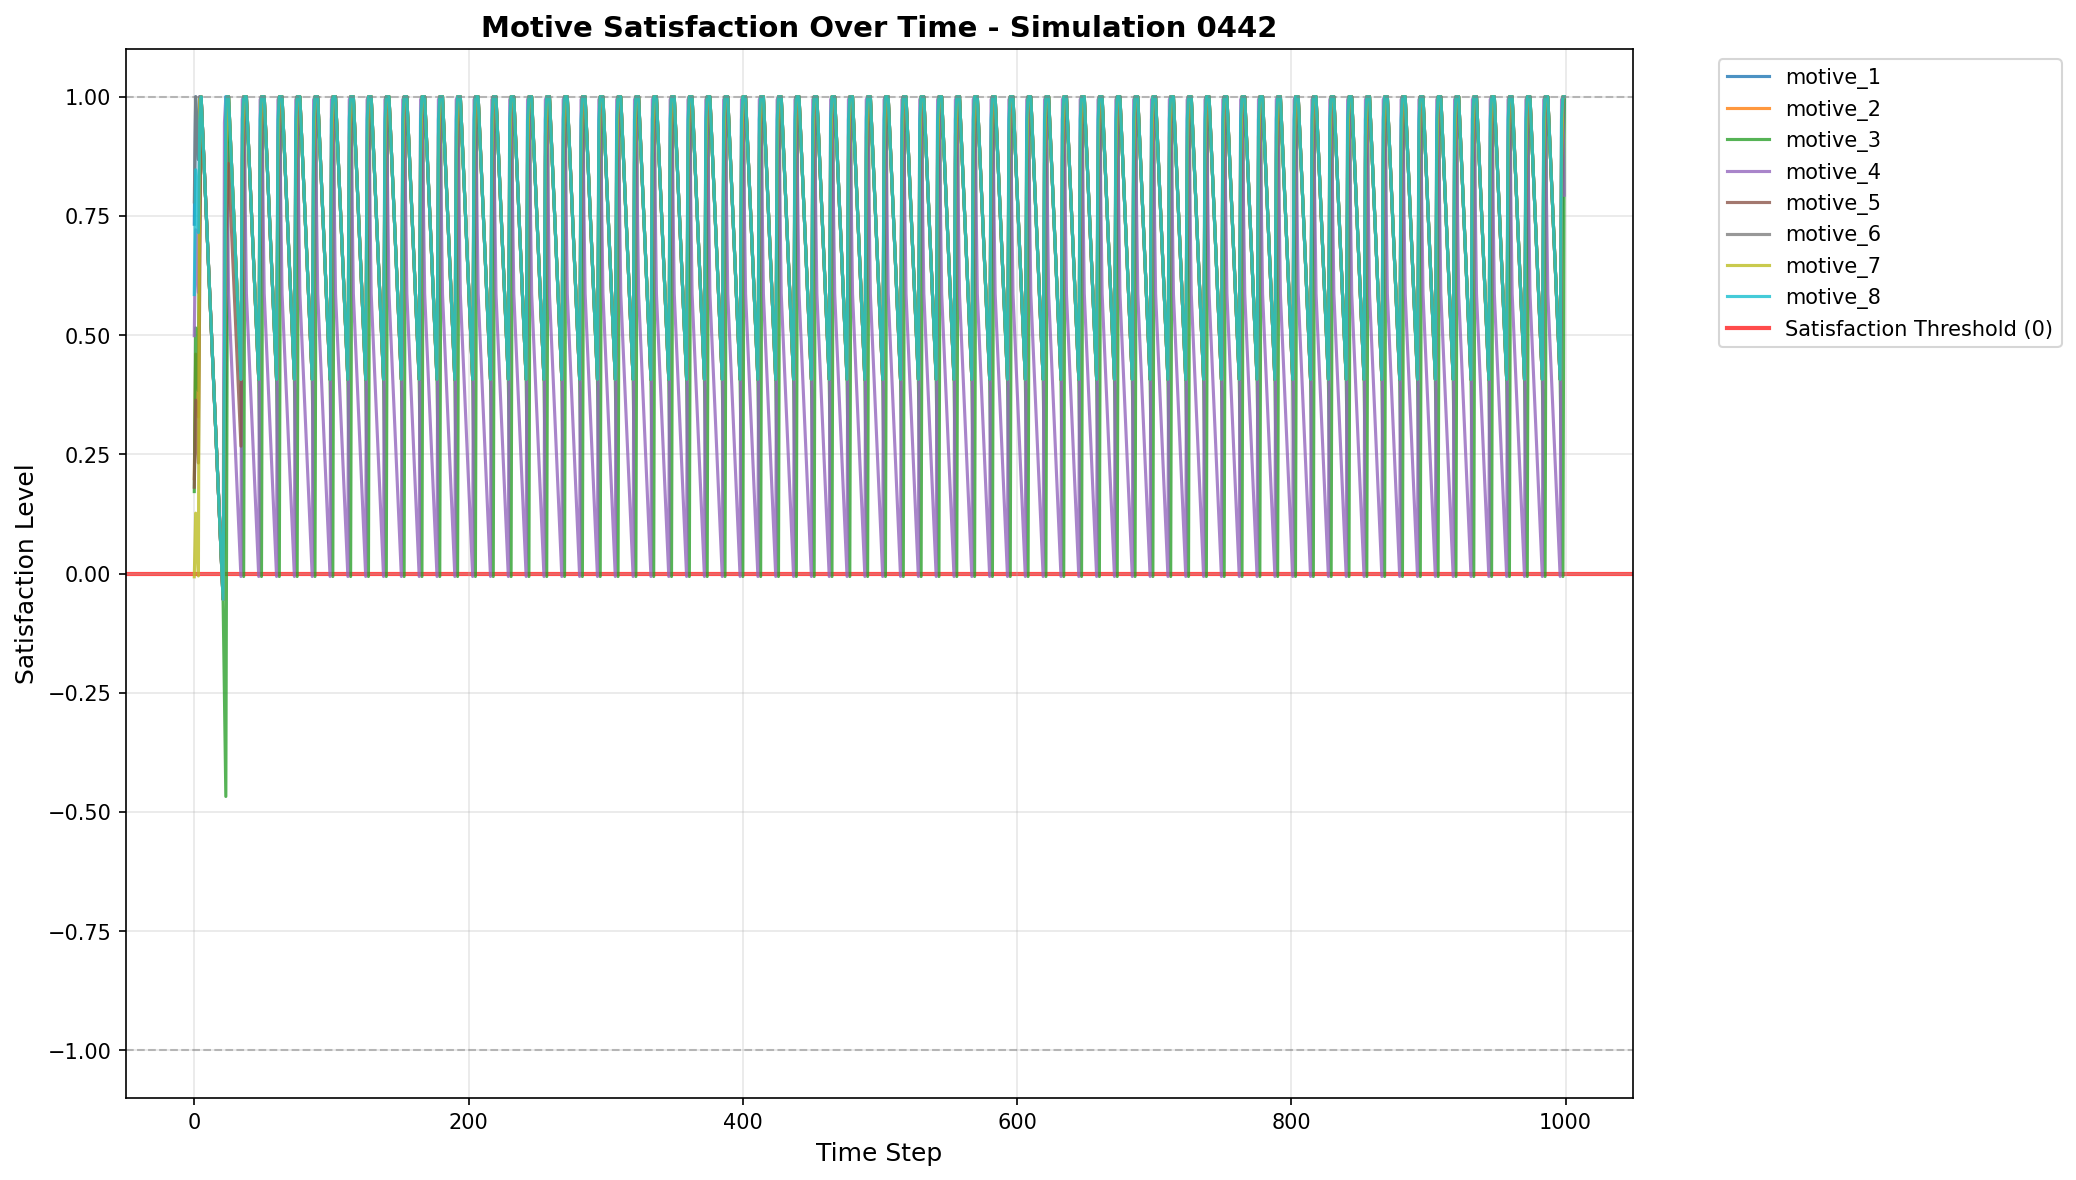 Motive Satisfaction Over Time - Simulation 0442
1.00
0.75
0.50
0.25
0.00
−0.25
−0.50
−0.75
−1.00
Satisfaction Level
0
200
400
600
800
1000
Time Step
motive_1
motive_2
motive_3
motive_4
motive_5
motive_6
motive_7
motive_8
Satisfaction Threshold (0)